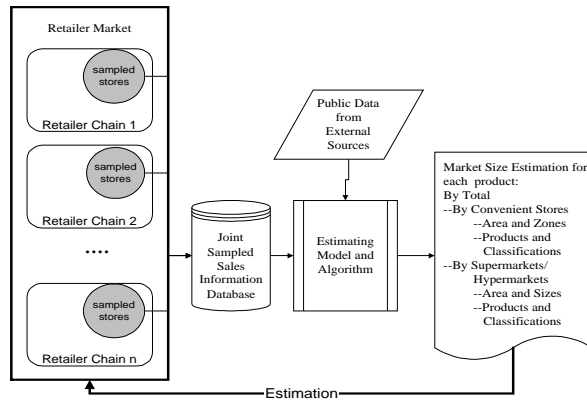 Retailer Market
sampled
stores
Retailer Chain 1
sampled
stores
Retailer Chain 2
....
sampled
stores
Retailer Chain n
Joint
Sampled
Sales
Information
Database
Public Data
from
External
Sources
Estimating
Model and
Algorithm
Market Size Estimation for
each product:
By Total
--By Convenient Stores
--Area and Zones
--Products and
Classifications
--By Supermarkets/
Hypermarkets
--Area and Sizes
--Products and
Classifications
Estimation